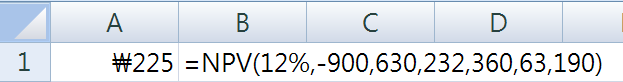 A B C D
1 ₩225 =NPV(12%,-900,630,232,360,63,190)